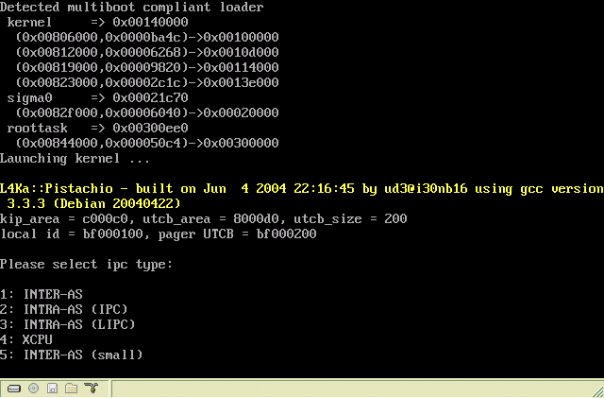 Detected multiboot compliant loader
kernel => 0x00140000
(0x00806000,0x0000ba4c)->0x00100000
(0x00812000,0x00006268)->0x0010d000
(0x00819000,0x00009820)->0x00114000
(0x00823000,0x00002c1c)->0x0013e000
sigma0 => 0x00021c70
(0x0082f000,0x00006040)->0x00020000
roottask => 0x00300ee0
(0x00844000,0x000050c4)->0x00300000
Launching kernel ...
L4Ka::Pistachio - built on Jun  4 2004 22:16:45 by ud3@i30nb16 using gcc version
3.3.3 (Debian 20040422)
kip_area = c000c0, utcb_area = 8000d0, utcb_size = 200
local id = bf000100, pager UTCB = bf000200
Please select ipc type:
1: INTER-AS
2: INTRA-AS (IPC)
3: INTRA-AS (LIPC)
4: XCPU
5: INTER-AS (small)